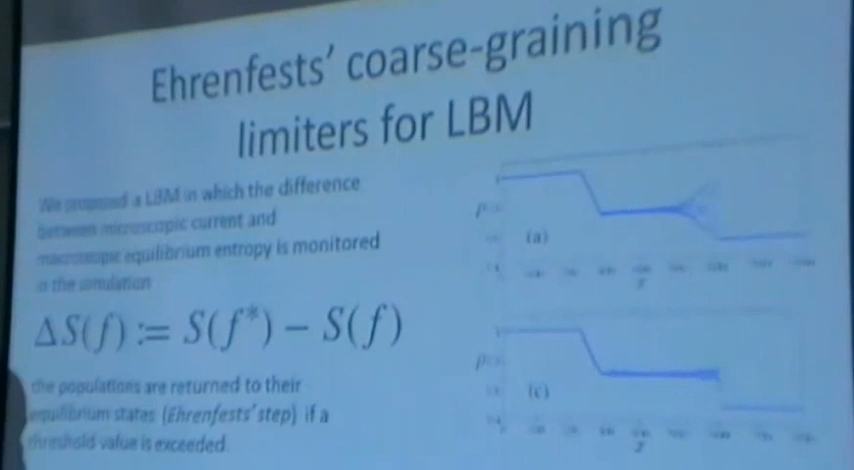 Ehrenfests' coarse-graining
limiters for LBM
We proposed a LBM in which the difference
between microscopic current and
macroscopic equilibrium entropy is monitored
in the simulation
ΔS(f) := S(f*) − S(f)
the populations are returned to their
equilibrium states (Ehrenfests' step) if a
threshold value is exceeded.
ρ
(a)
x
ρ
(c)
x